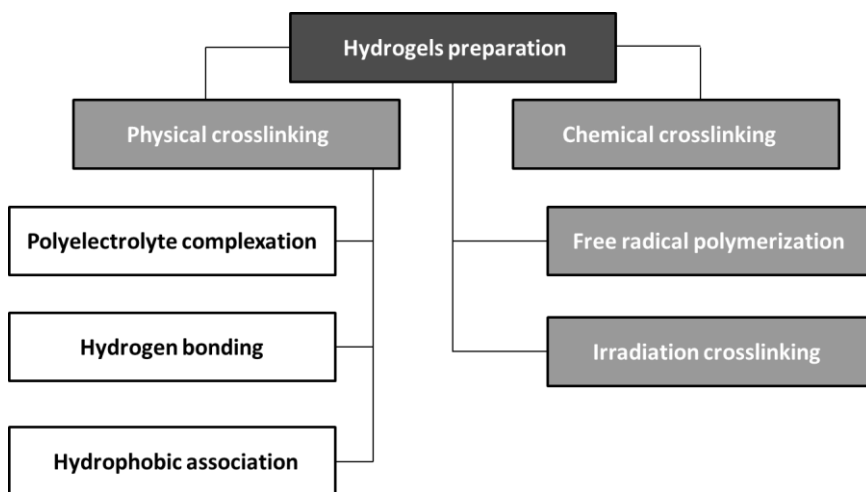 Hydrogels preparation
Physical crosslinking
Chemical crosslinking
Polyelectrolyte complexation
Free radical polymerization
Hydrogen bonding
Irradiation crosslinking
Hydrophobic association